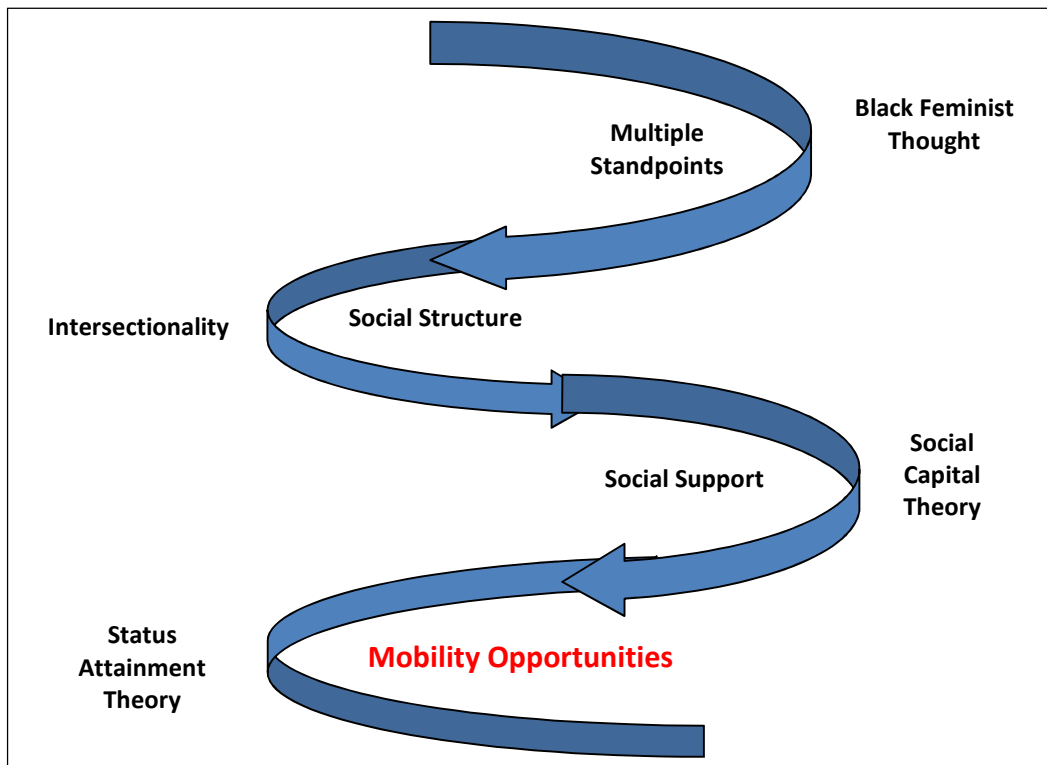 Black Feminist
Thought
Multiple
Standpoints
Intersectionality
Social Structure
Social
Capital
Theory
Social Support
Status
Attainment
Theory
Mobility Opportunities